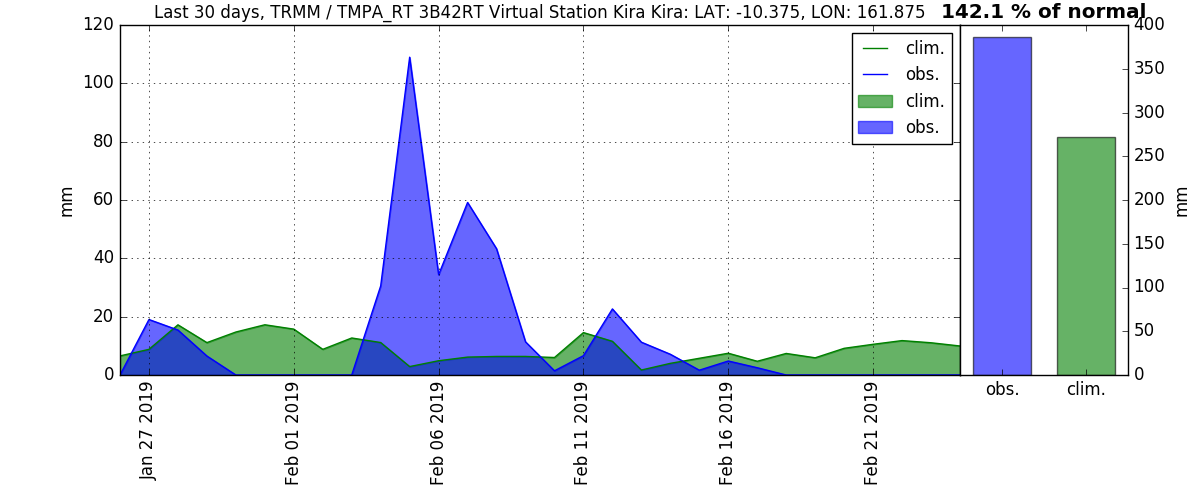 Last 30 days, TRMM / TMPA_RT 3B42RT Virtual Station Kira Kira: LAT: -10.375, LON: 161.875
142.1 % of normal
120
100
80
60
40
20
0
mm
clim.
obs.
clim.
obs.
400
350
300
250
200
150
100
50
0
mm
Jan 27 2019
Feb 01 2019
Feb 06 2019
Feb 11 2019
Feb 16 2019
Feb 21 2019
obs.
clim.